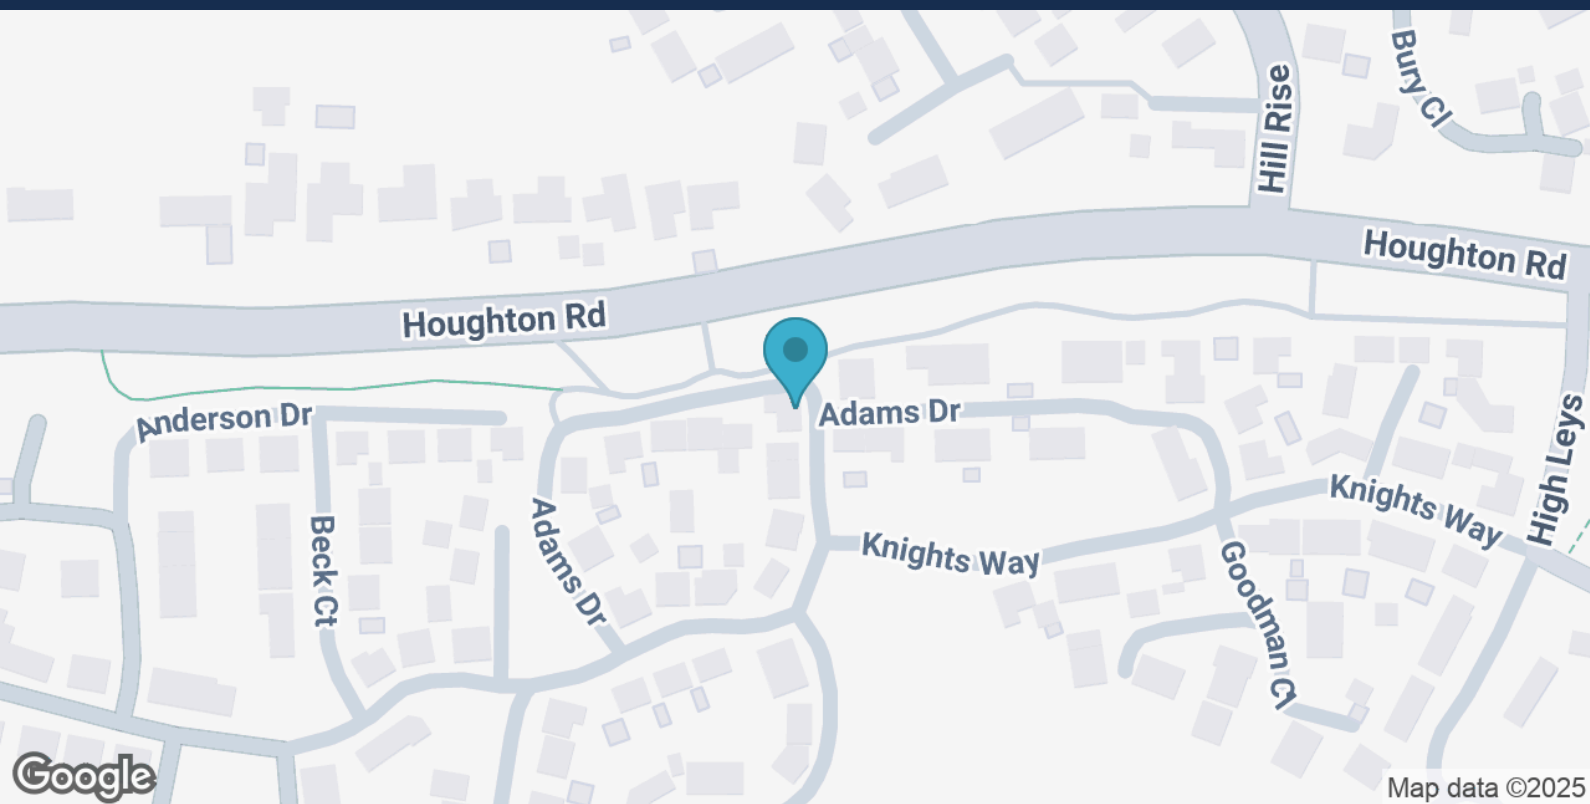 Bury Cl
Hill Rise
Houghton Rd
Houghton Rd
Anderson Dr
Adams Dr
High Leys
Knights Way
Beck Ct
Adams Dr
Knights Way
Goodman Ct
Google
Map data ©2025